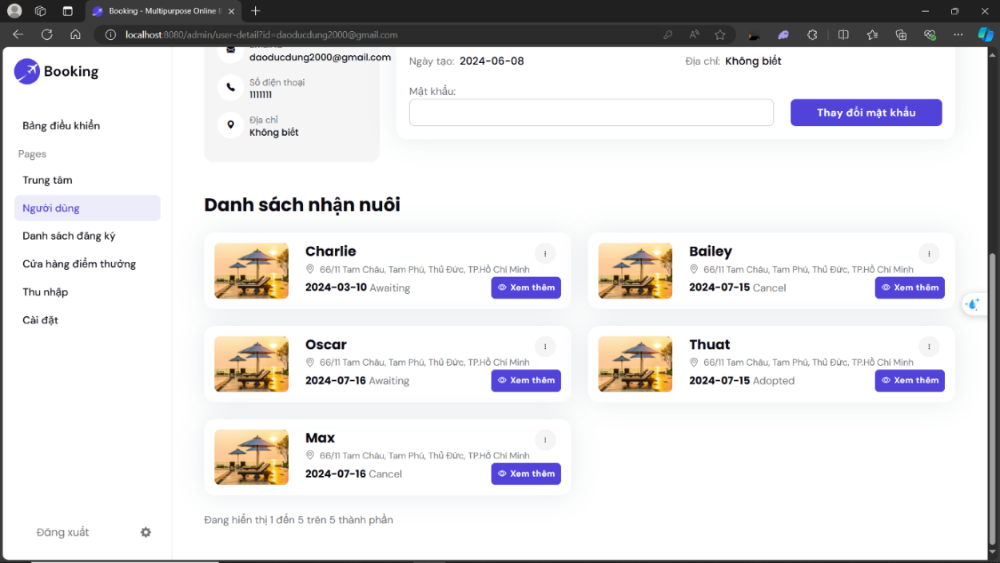 Booking - Multipurpose Online B
localhost:8080/admin/user-detail?id=daoducdung2000@gmail.com
Booking
Bảng điều khiển
Pages
Trung tâm
Người dùng
Danh sách đăng ký
Cửa hàng điểm thưởng
Thu nhập
Cài đặt
Đăng xuất
daoducdung2000@gmail.com
Số điện thoại
1111111
Địa chỉ
Không biết
Ngày tạo: 2024-06-08
Địa chỉ: Không biết
Mật khẩu:
Thay đổi mật khẩu
Danh sách nhận nuôi
Charlie
66/11 Tam Châu, Tam Phú, Thủ Đức, TP.Hồ Chí Minh
2024-03-10 Awaiting
Xem thêm
Bailey
66/11 Tam Châu, Tam Phú, Thủ Đức, TP.Hồ Chí Minh
2024-07-15 Cancel
Xem thêm
Oscar
66/11 Tam Châu, Tam Phú, Thủ Đức, TP.Hồ Chí Minh
2024-07-16 Awaiting
Xem thêm
Thuat
66/11 Tam Châu, Tam Phú, Thủ Đức, TP.Hồ Chí Minh
2024-07-15 Adopted
Xem thêm
Max
66/11 Tam Châu, Tam Phú, Thủ Đức, TP.Hồ Chí Minh
2024-07-16 Cancel
Xem thêm
Đang hiển thị 1 đến 5 trên 5 thành phần